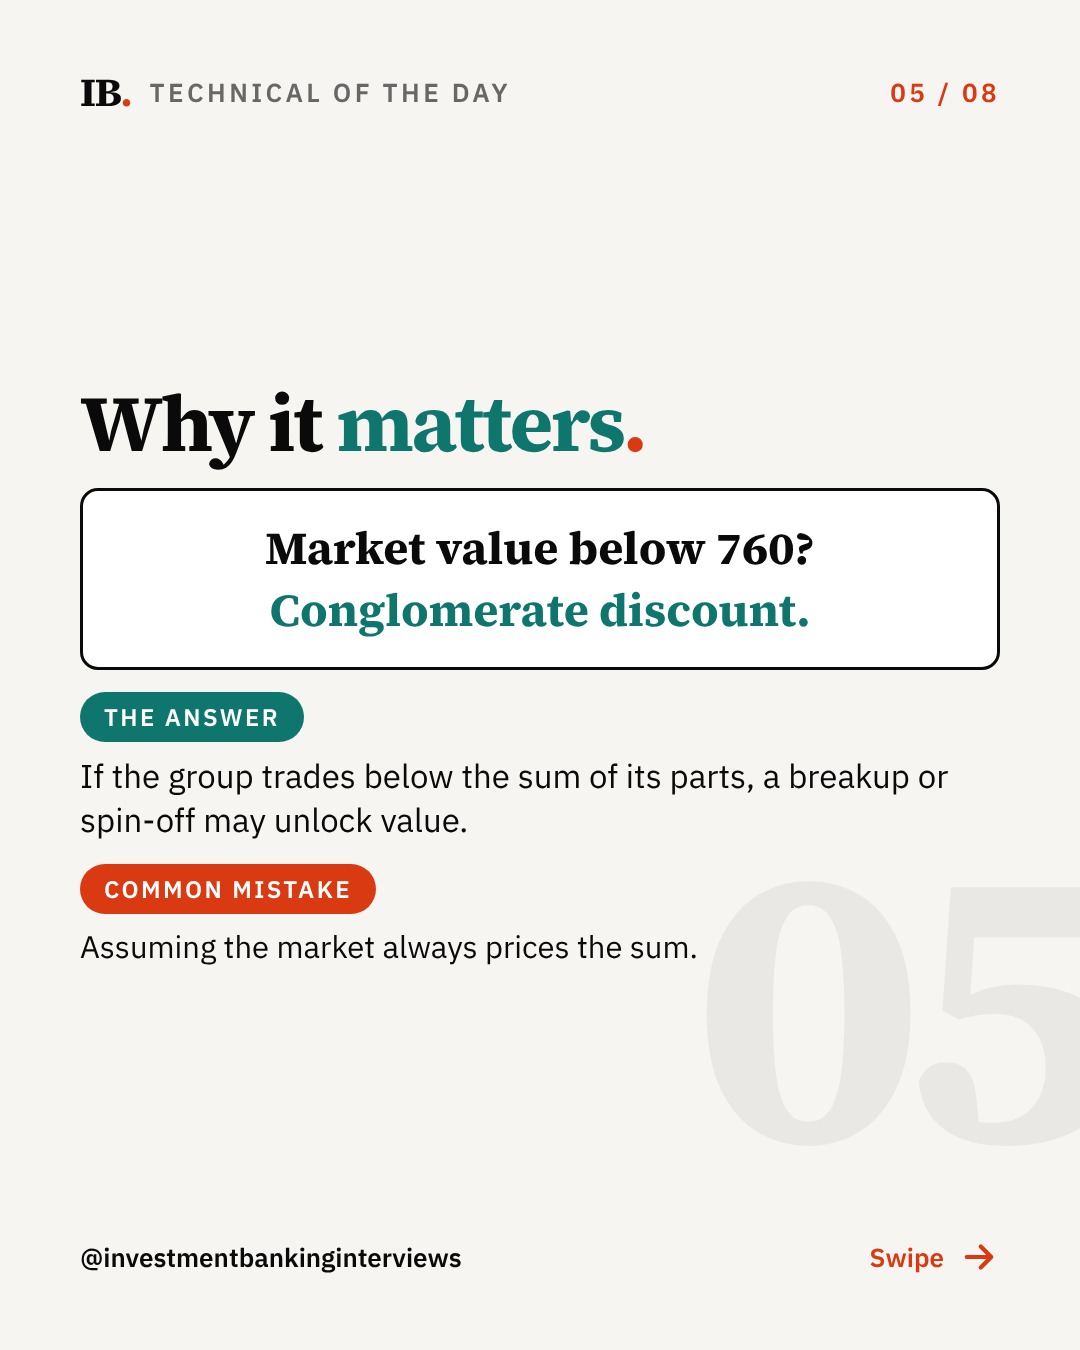 IB. TECHNICAL OF THE DAY
05 / 08
Why it matters.
Market value below 760?
Conglomerate discount.
THE ANSWER
If the group trades below the sum of its parts, a breakup or
spin-off may unlock value.
COMMON MISTAKE
Assuming the market always prices the sum.
05
@investmentbankinginterviews
Swipe →